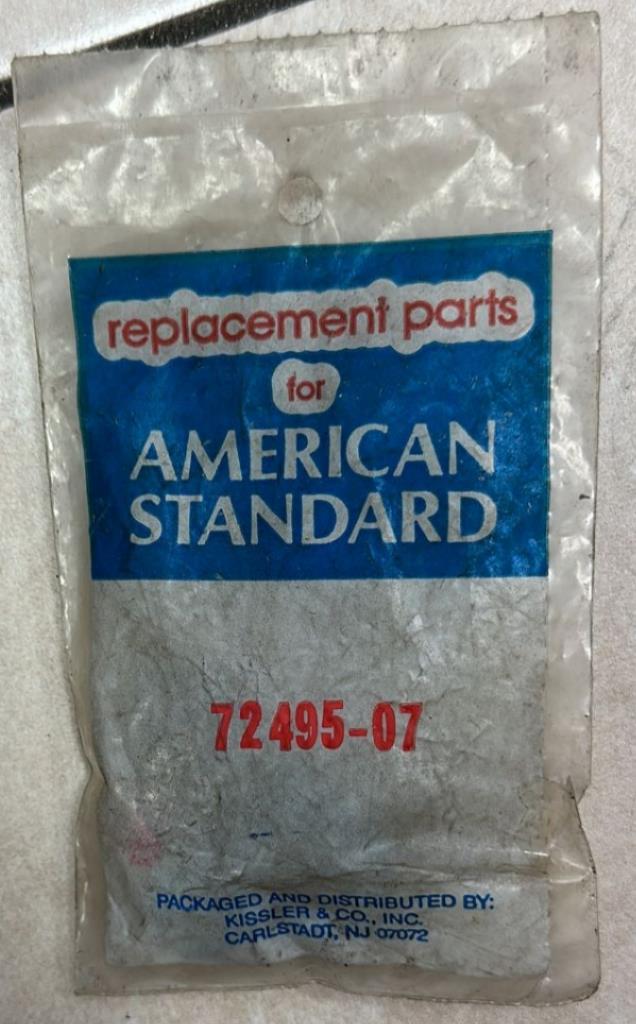 replacement parts
for
AMERICAN
STANDARD
72495-07
PACKAGED AND DISTRIBUTED BY:
KISSLER & CO., INC.
CARLSTADT, NJ 07072